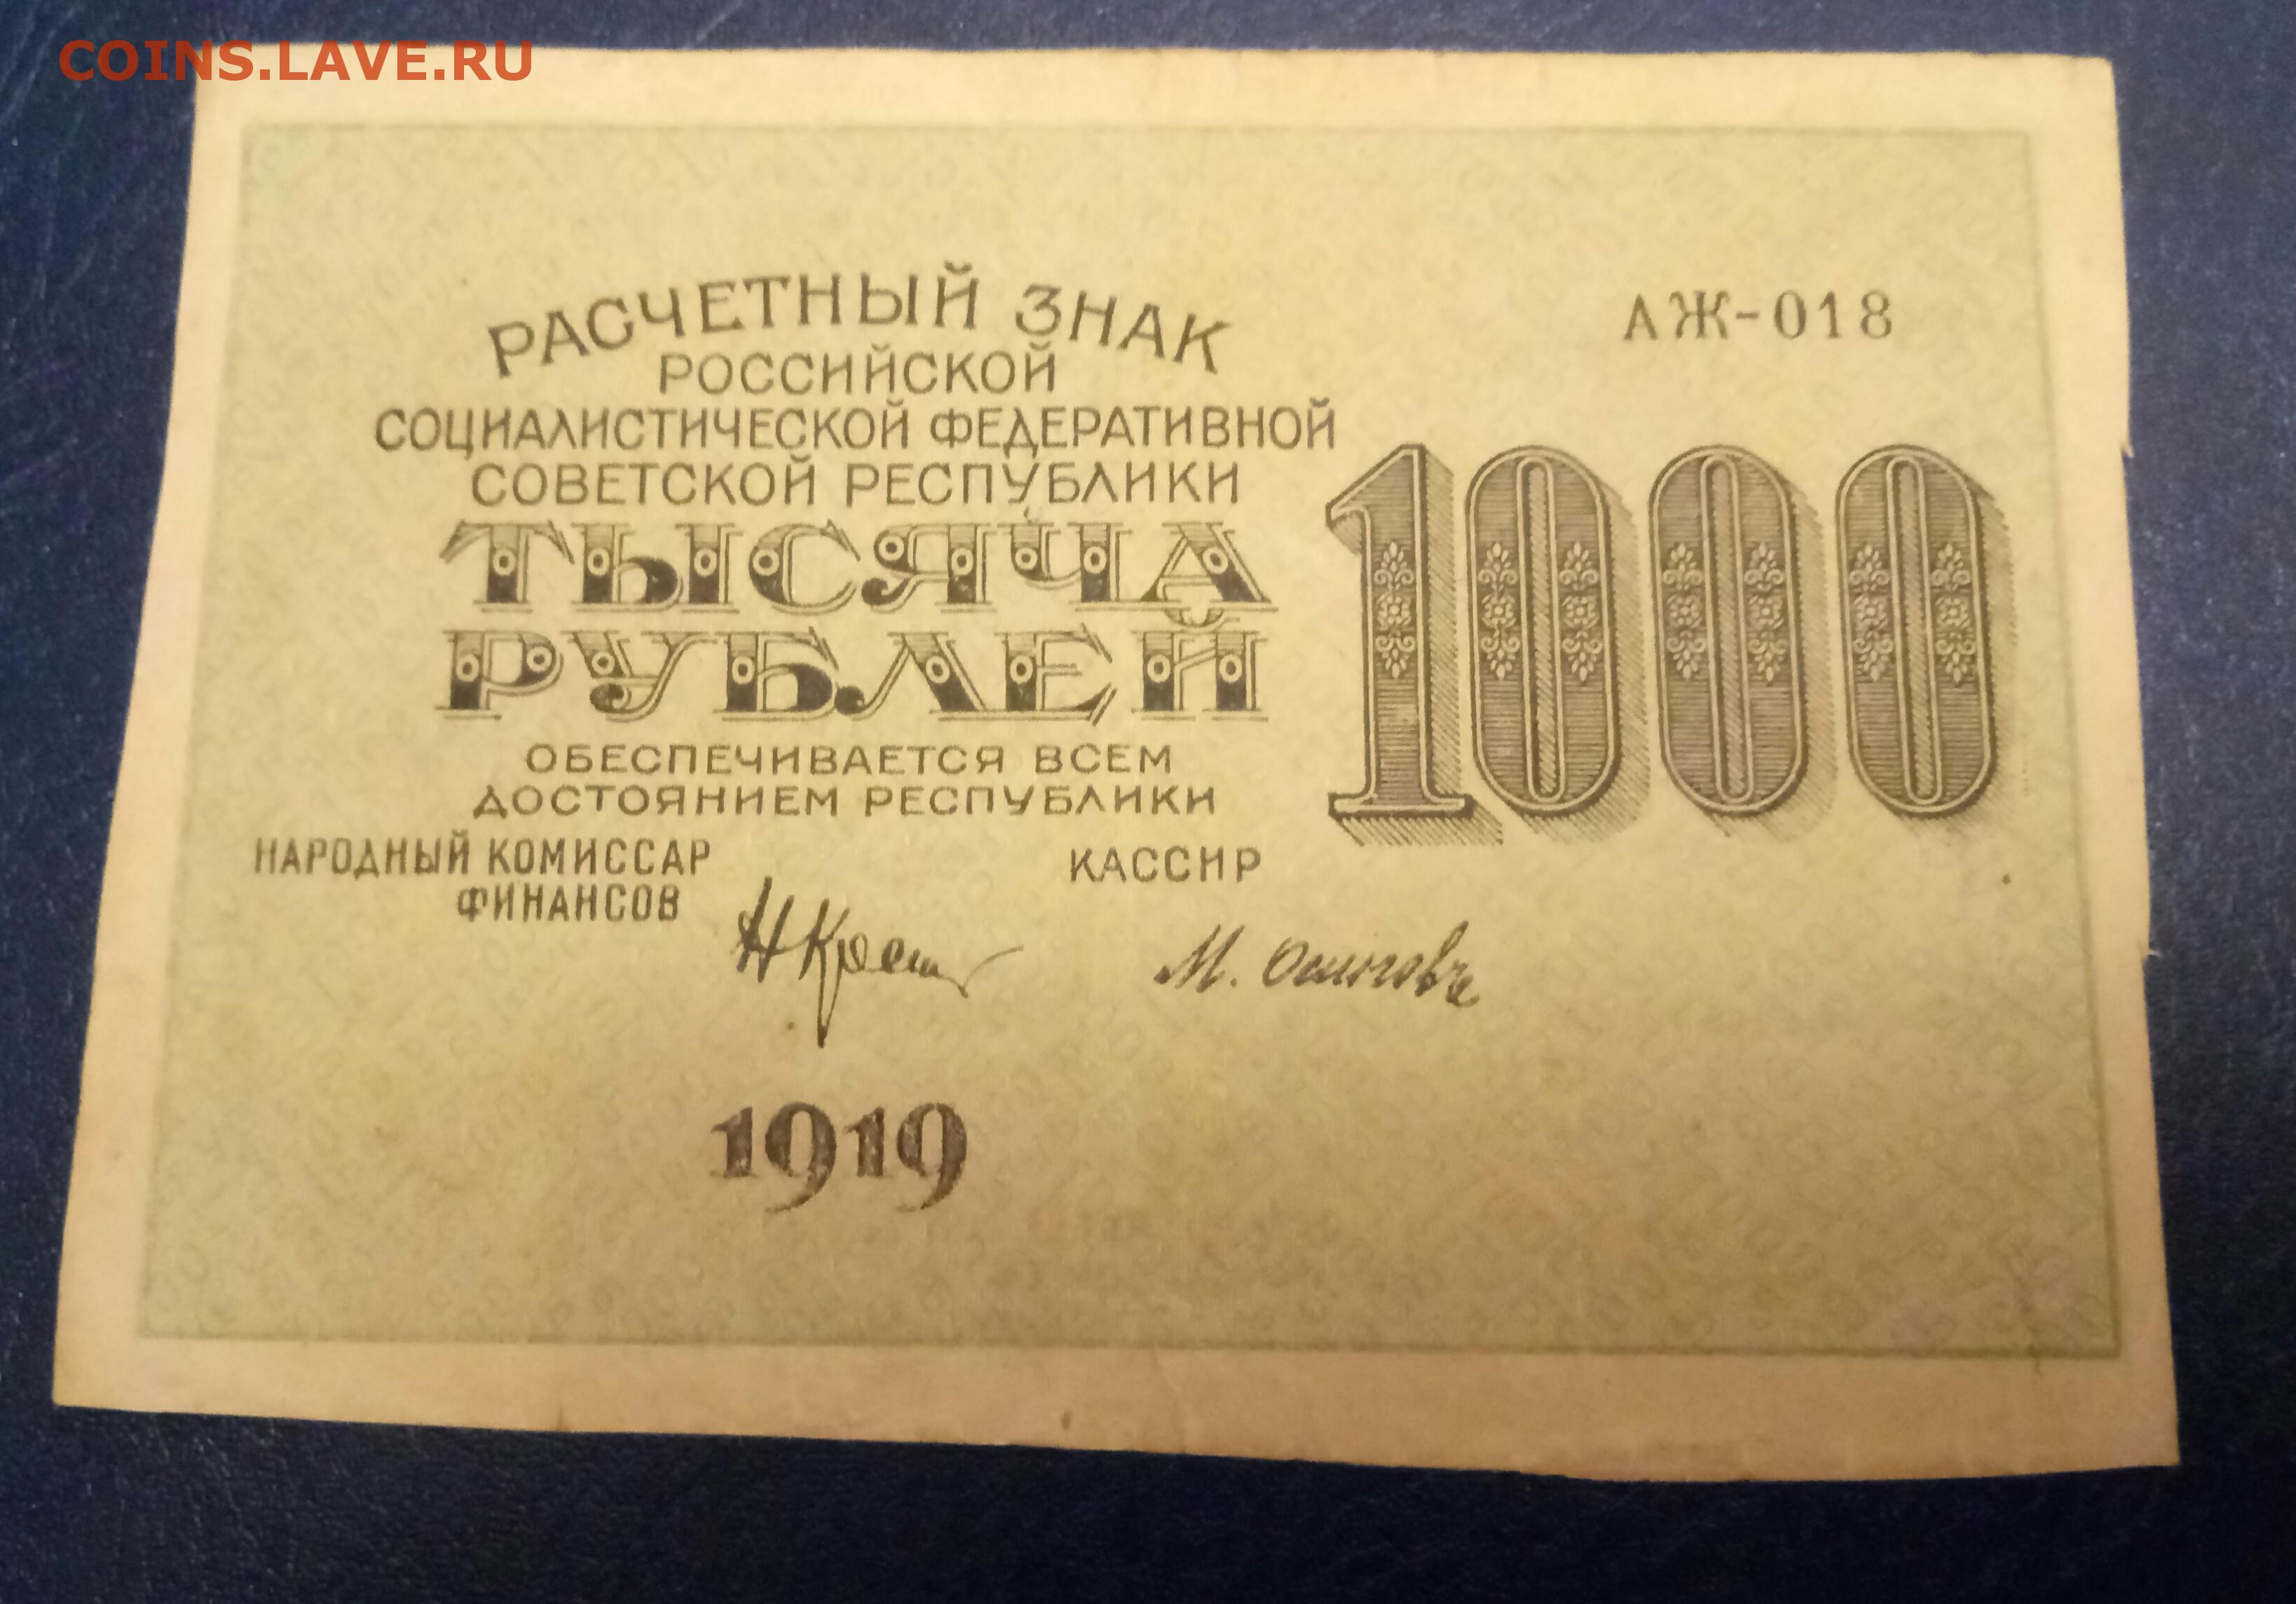 COINS.LAVE.RU
РАСЧЕТНЫЙ ЗНАК
АЖ-018
РОССИЙСКОЙ
СОЦИАЛИСТИЧЕСКОЙ ФЕДЕРАТИВНОЙ
СОВЕТСКОЙ РЕСПУБЛИКИ
ТЫСЯЧА
РУБЛЕЙ
1000
ОБЕСПЕЧИВАЕТСЯ ВСЕМ
ДОСТОЯНИЕМ РЕСПУБЛИКИ
НАРОДНЫЙ КОМИССАР
ФИНАНСОВ
КАССИР
М.
1919